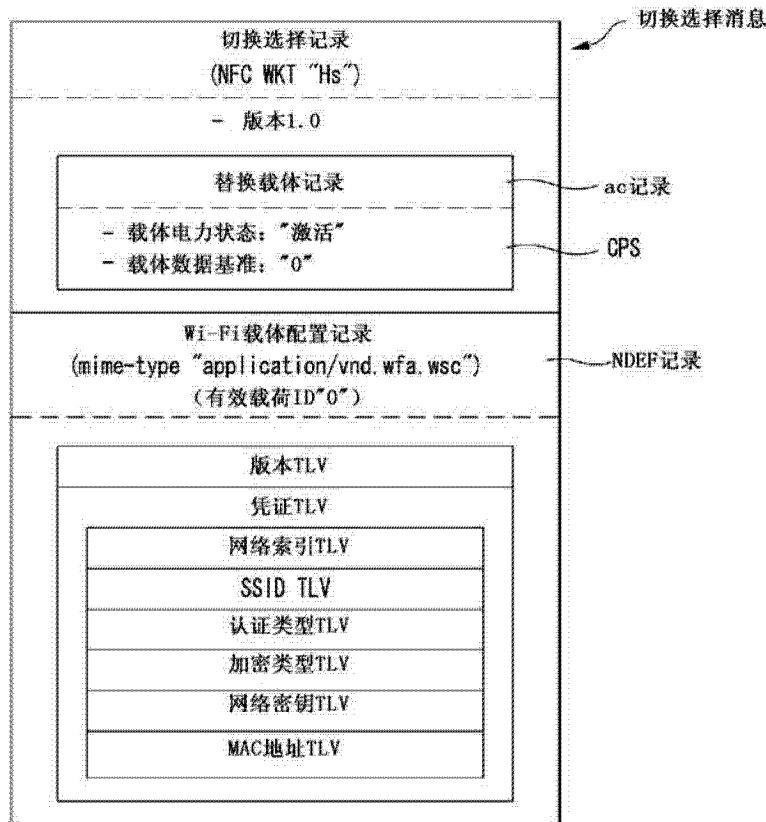 切换选择消息
切换选择记录
(NFC WKT "Hs")
- 版本1.0
替换载体记录
ac记录
- 载体电力状态："激活"
- 载体数据基准："0"
CPS
Wi-Fi载体配置记录
(mime-type "application/vnd.wfa.wsc")
(有效载荷ID"0")
NDEF记录
版本TLV
凭证TLV
网络索引TLV
SSID TLV
认证类型TLV
加密类型TLV
网络密钥TLV
MAC地址TLV